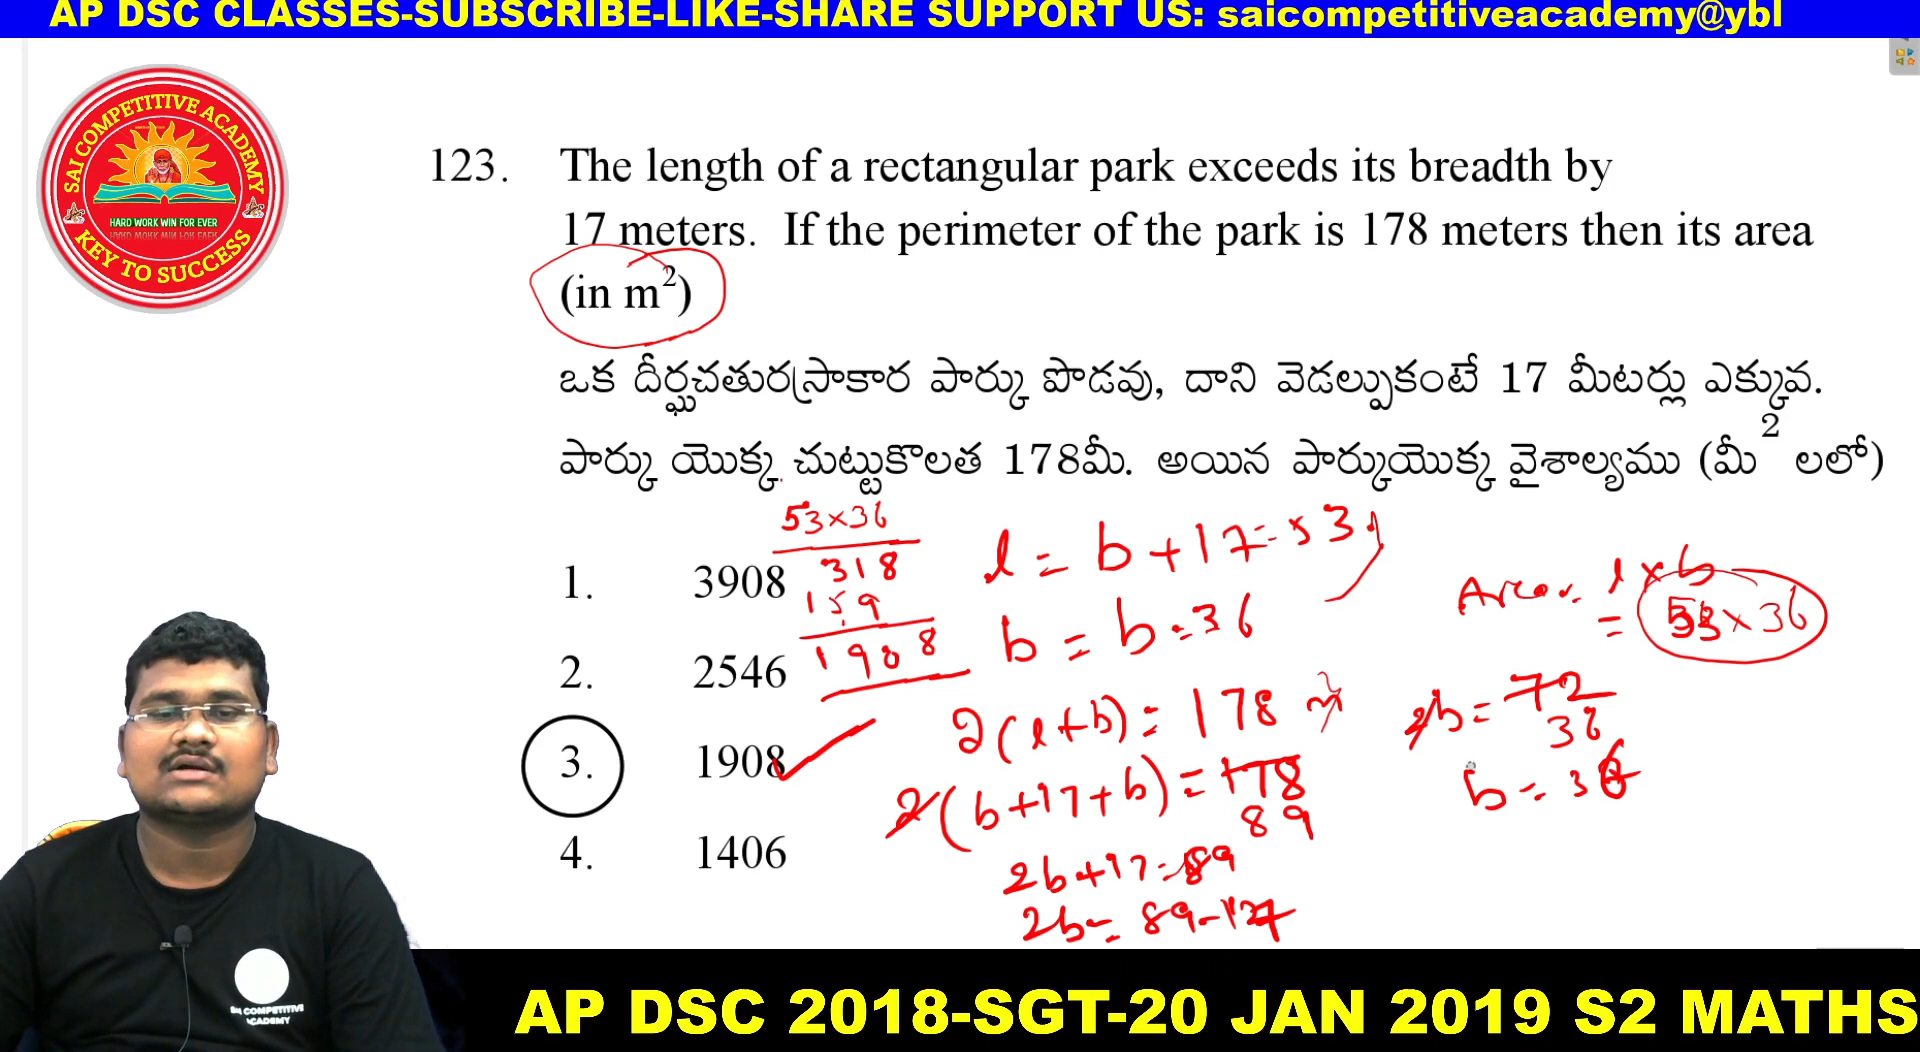 AP DSC CLASSES-SUBSCRIBE-LIKE-SHARE SUPPORT US: saicompetitiveacademy@ybl
SAI COMPETITIVE ACADEMY
HARD WORK WIN FOR EVER
KEY TO SUCCESS
123. The length of a rectangular park exceeds its breadth by
17 meters. If the perimeter of the park is 178 meters then its area
(in m²)
ఒక దీర్ఘచతురస్రాకార పార్కు పొడవు, దాని వెడల్పుకంటే 17 మీటర్లు ఎక్కువ.
పార్కు యొక్క చుట్టుకొలత 178మీ. అయిన పార్కుయొక్క వైశాల్యము (మీ² లలో)
1. 3908
2. 2546
3. 1908
4. 1406
53×36
318
159
1908
l = b+17=53
b = b=36
2(l+b)=178
2(b+17+b)=178
89
2b+17=89
2b=89-17
Area= l×b
= 53×36
2b=72
36
b=36
SAI COMPETITIVE
ACADEMY
AP DSC 2018-SGT-20 JAN 2019 S2 MATHS